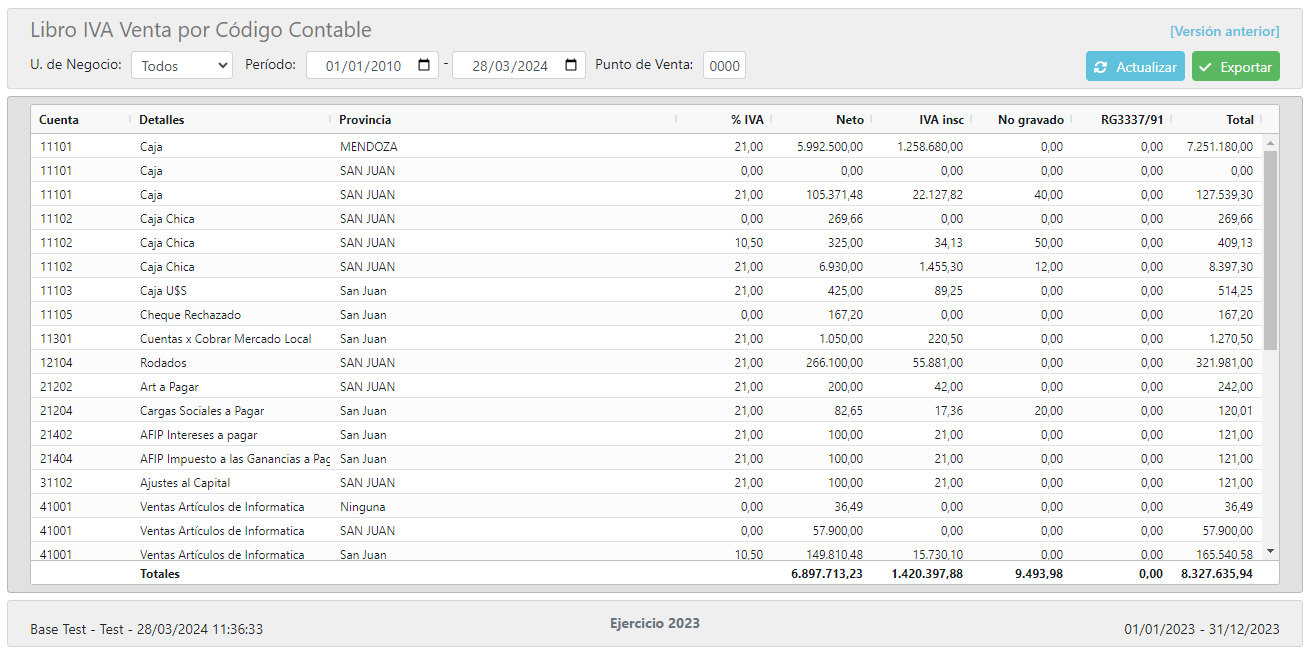 Libro IVA Venta por Código Contable
[Versión anterior]
U. de Negocio: Todos Período: 01/01/2010 - 28/03/2024 Punto de Venta: 0000 Actualizar Exportar
Cuenta Detalles Provincia % IVA Neto IVA insc No gravado RG3337/91 Total
11101 Caja MENDOZA 21,00 5.992.500,00 1.258.680,00 0,00 0,00 7.251.180,00
11101 Caja SAN JUAN 0,00 0,00 0,00 0,00 0,00 0,00
11101 Caja SAN JUAN 21,00 105.371,48 22.127,82 40,00 0,00 127.539,30
11102 Caja Chica SAN JUAN 0,00 269,66 0,00 0,00 0,00 269,66
11102 Caja Chica SAN JUAN 10,50 325,00 34,13 50,00 0,00 409,13
11102 Caja Chica SAN JUAN 21,00 6.930,00 1.455,30 12,00 0,00 8.397,30
11103 Caja U$S San Juan 21,00 425,00 89,25 0,00 0,00 514,25
11105 Cheque Rechazado San Juan 0,00 167,20 0,00 0,00 0,00 167,20
11301 Cuentas x Cobrar Mercado Local San Juan 21,00 1.050,00 220,50 0,00 0,00 1.270,50
12104 Rodados SAN JUAN 21,00 266.100,00 55.881,00 0,00 0,00 321.981,00
21202 Art a Pagar SAN JUAN 21,00 200,00 42,00 0,00 0,00 242,00
21204 Cargas Sociales a Pagar San Juan 21,00 82,65 17,36 20,00 0,00 120,01
21402 AFIP Intereses a pagar San Juan 21,00 100,00 21,00 0,00 0,00 121,00
21404 AFIP Impuesto a las Ganancias a Pag San Juan 21,00 100,00 21,00 0,00 0,00 121,00
31102 Ajustes al Capital SAN JUAN 21,00 100,00 21,00 0,00 0,00 121,00
41001 Ventas Artículos de Informatica Ninguna 0,00 36,49 0,00 0,00 0,00 36,49
41001 Ventas Artículos de Informatica SAN JUAN 0,00 57.900,00 0,00 0,00 0,00 57.900,00
41001 Ventas Artículos de Informatica San Juan 10,50 149.810,48 15.730,10 0,00 0,00 165.540,58
Totales 6.897.713,23 1.420.397,88 9.493,98 0,00 8.327.635,94
Base Test - Test - 28/03/2024 11:36:33 Ejercicio 2023 01/01/2023 - 31/12/2023